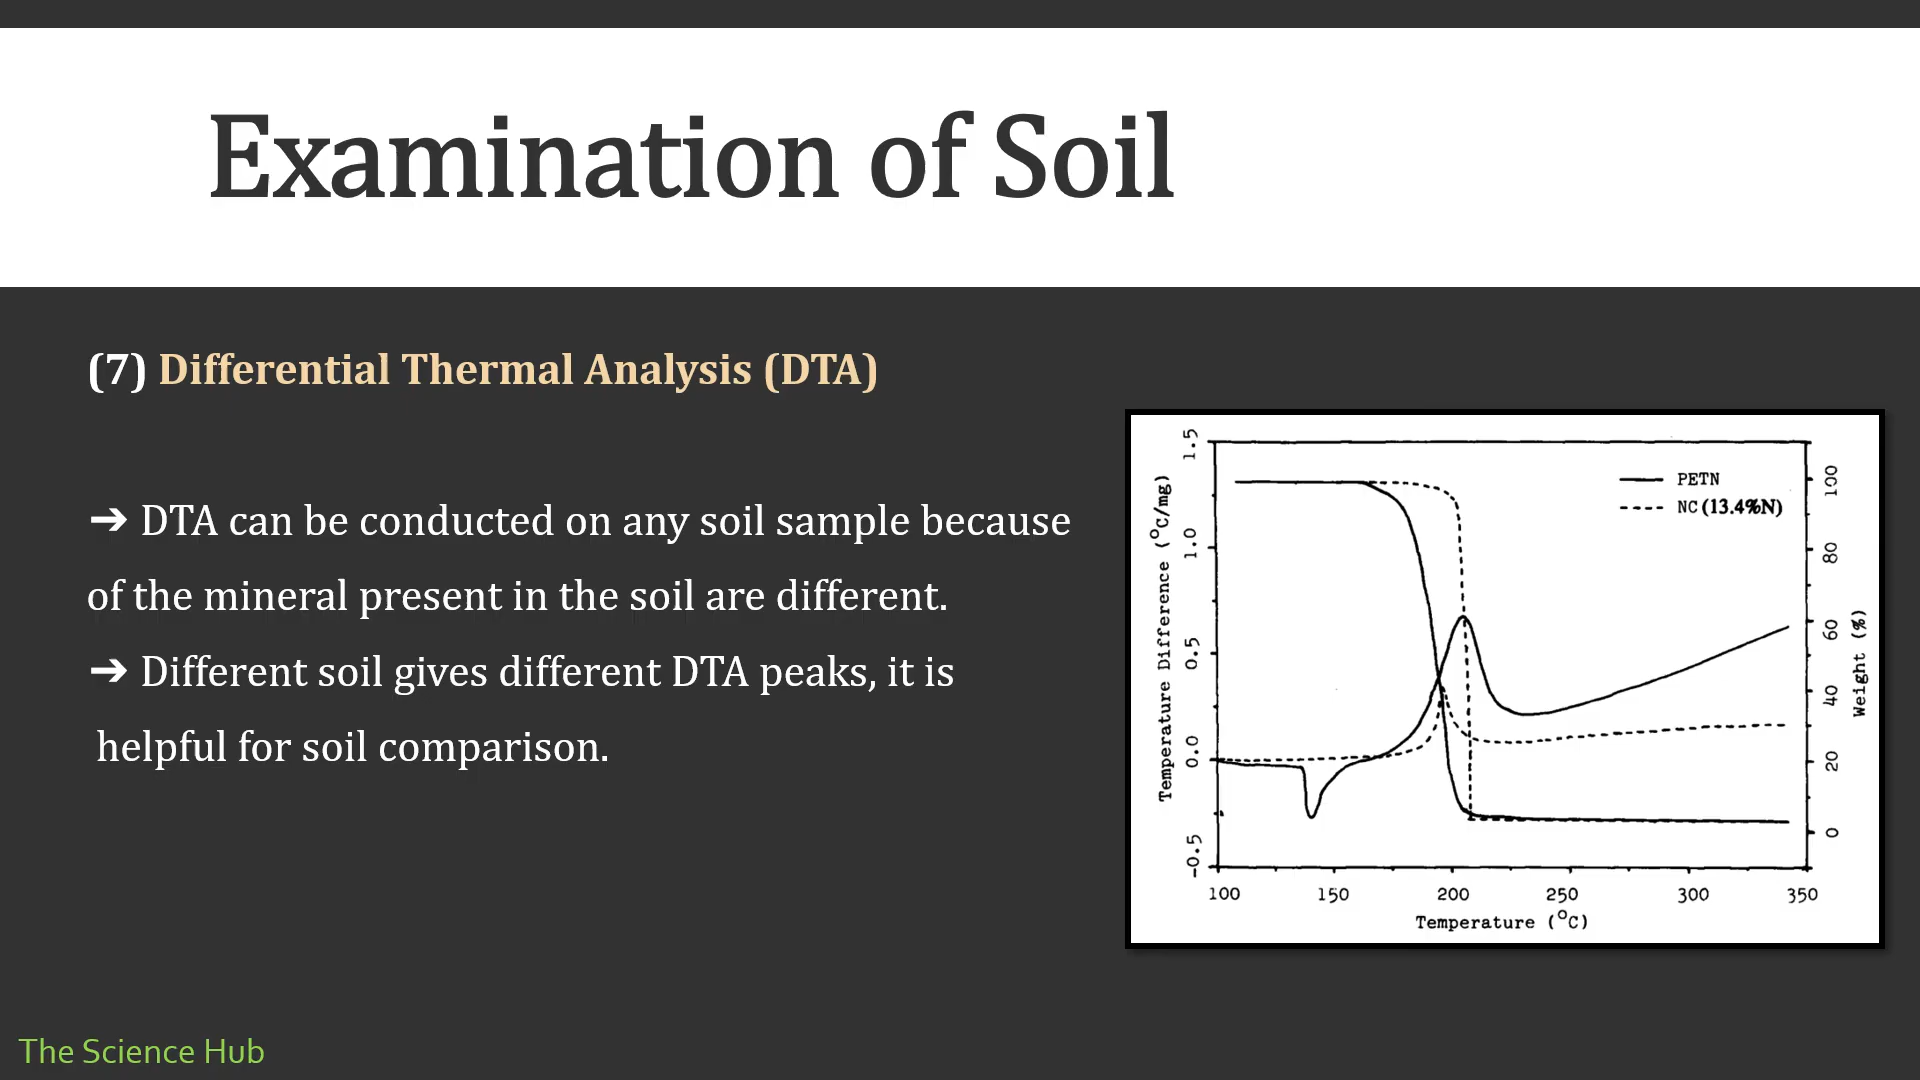 Examination of Soil
(7) Differential Thermal Analysis (DTA)
➔ DTA can be conducted on any soil sample because
of the mineral present in the soil are different.
➔ Different soil gives different DTA peaks, it is
helpful for soil comparison.
PETN
NC (13.4%N)
Temperature Difference (°C/mg)
1.5
1.0
0.5
0.0
-0.5
100
80
60
40
20
0
Weight (%)
100 150 200 250 300 350
Temperature (°C)
The Science Hub